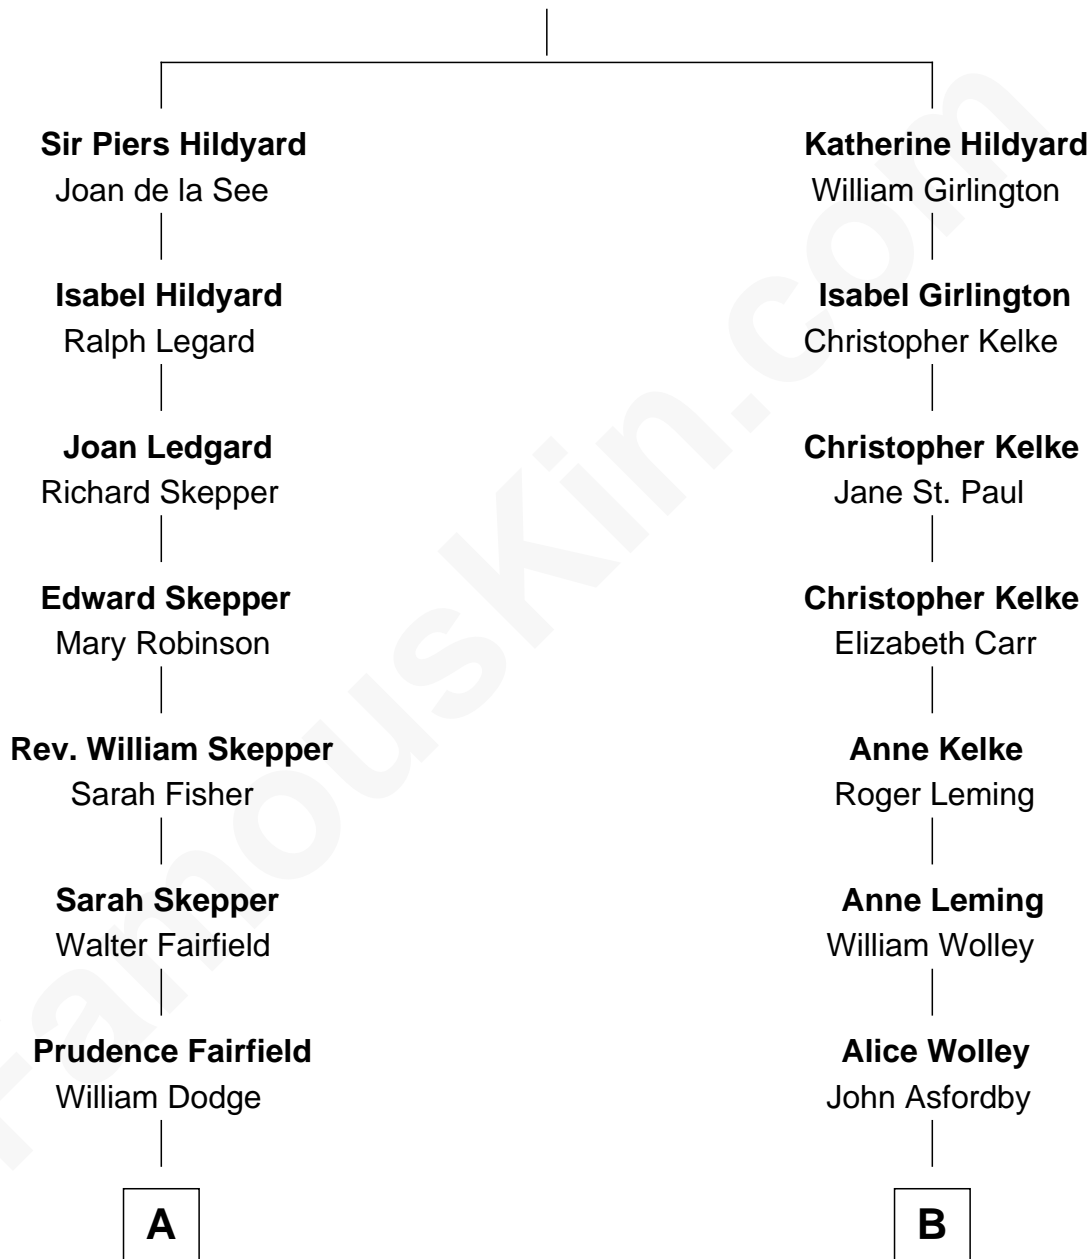 Sir Piers Hildyard
Joan de la See
Isabel Hildyard
Ralph Legard
Joan Ledgard
Richard Skepper
Edward Skepper
Mary Robinson
Rev. William Skepper
Sarah Fisher
Sarah Skepper
Walter Fairfield
Prudence Fairfield
William Dodge
A
Katherine Hildyard
William Girlington
Isabel Girlington
Christopher Kelke
Christopher Kelke
Jane St. Paul
Christopher Kelke
Elizabeth Carr
Anne Kelke
Roger Leming
Anne Leming
William Wolley
Alice Wolley
John Asfordby
B
FamousKin.com